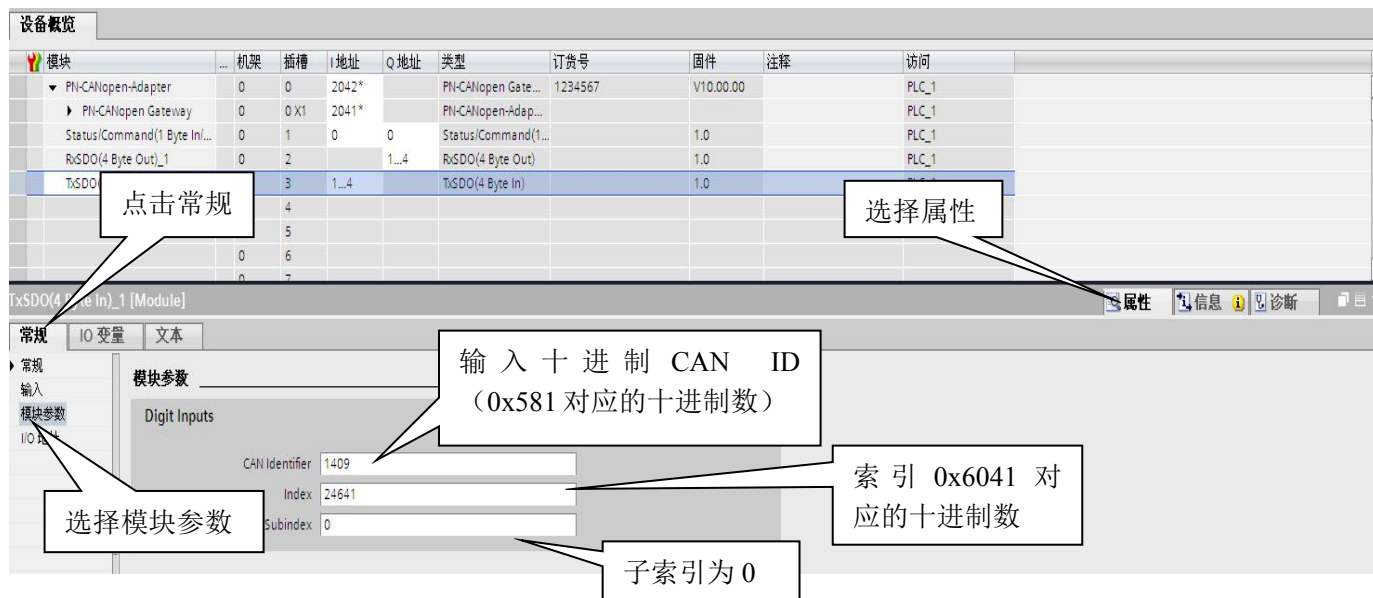 设备概览
模块 ... 机架 插槽 I地址 Q地址 类型 订货号 固件 注释 访问
PN-CANopen-Adapter 0 0 2042* PN-CANopen Gate... 1234567 V10.00.00 PLC_1
PN-CANopen Gateway 0 0 X1 2041* PN-CANopen-Adap... PLC_1
Status/Command(1 Byte In/... 0 1 0 0 Status/Command(1... 1.0 PLC_1
RxSDO(4 Byte Out)_1 0 2 1...4 RxSDO(4 Byte Out) 1.0 PLC_1
TxSDO( 3 1...4 TxSDO(4 Byte In) 1.0
点击常规
4
选择属性
5
0 6
TxSDO(4 Byte In)_1 [Module]
属性 信息 诊断
常规 IO 变量 文本
输入十进制 CAN ID
（0x581 对应的十进制数）
常规
输入
模块参数
模块参数
Digit Inputs
CAN Identifier 1409
Index 24641
Subindex 0
索引 0x6041 对
应的十进制数
选择模块参数
子索引为 0